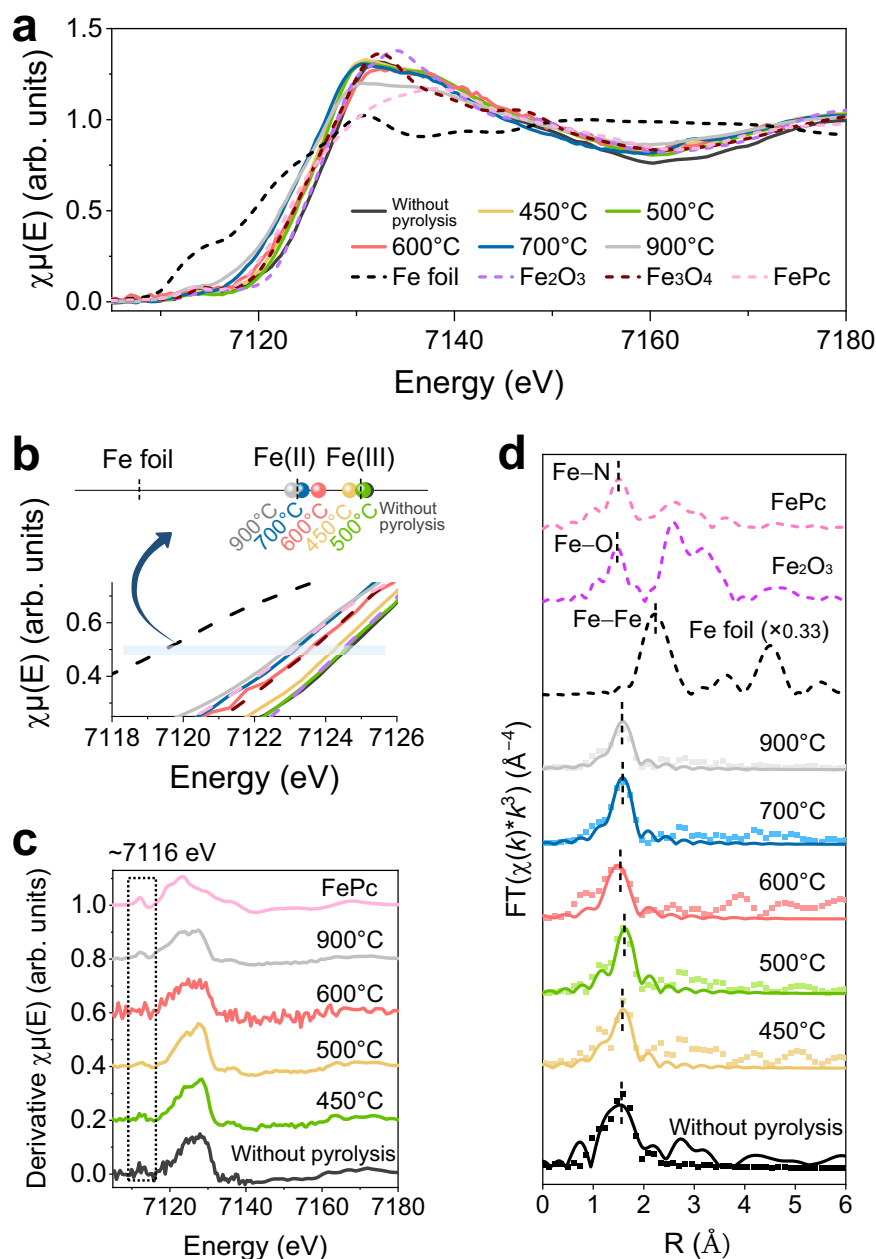 a
χμ(E) (arb. units)
1.5
1.0
0.5
0.0
Without
pyrolysis
450°C
500°C
600°C
700°C
900°C
Fe foil
Fe₂O₃
Fe₃O₄
FePc
7120
7140
7160
7180
Energy (eV)
b
Fe foil
Fe(II)
Fe(III)
900°C
700°C
600°C
450°C
500°C
Without
pyrolysis
χμ(E) (arb. units)
0.6
0.4
7118
7120
7122
7124
7126
Energy (eV)
c
~7116 eV
Derivative χμ(E) (arb. units)
1.0
0.8
0.6
0.4
0.2
0.0
FePc
900°C
600°C
500°C
450°C
Without pyrolysis
7120
7140
7160
7180
Energy (eV)
d
FT(χ(k)*k³) (Å⁻⁴)
Fe–N
FePc
Fe–O
Fe₂O₃
Fe–Fe
Fe foil (×0.33)
900°C
700°C
600°C
500°C
450°C
Without pyrolysis
0
1
2
3
4
5
6
R (Å)